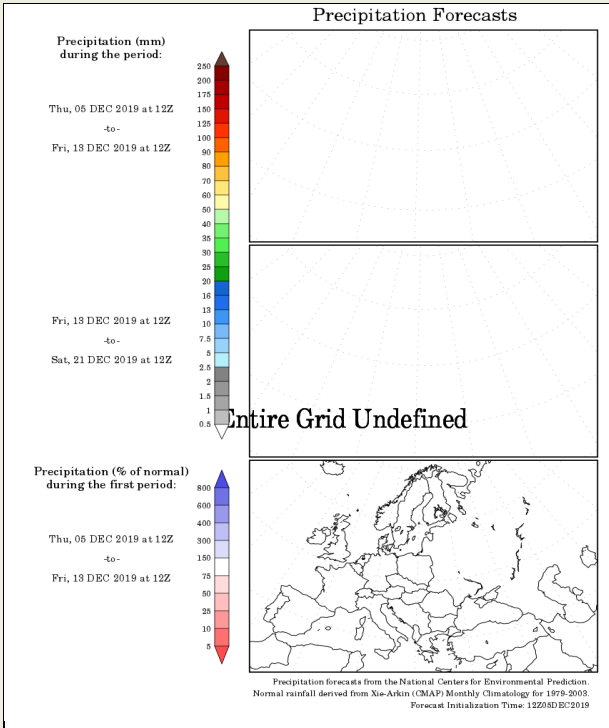 Precipitation Forecasts
Precipitation (mm)
during the period:
Thu, 05 DEC 2019 at 12Z
-to-
Fri, 13 DEC 2019 at 12Z
250
200
175
150
125
100
90
80
70
60
50
40
35
30
25
20
16
13
10
7.5
5
2.5
2
1.5
1
0.5
Fri, 13 DEC 2019 at 12Z
-to-
Sat, 21 DEC 2019 at 12Z
Entire Grid Undefined
Precipitation (% of normal)
during the first period:
Thu, 05 DEC 2019 at 12Z
-to-
Fri, 13 DEC 2019 at 12Z
800
600
400
300
150
75
50
25
10
5
Precipitation forecasts from the National Centers for Environmental Prediction.
Normal rainfall derived from Xie-Arkin (CMAP) Monthly Climatology for 1979-2003.
Forecast Initialization Time: 12Z05DEC2019